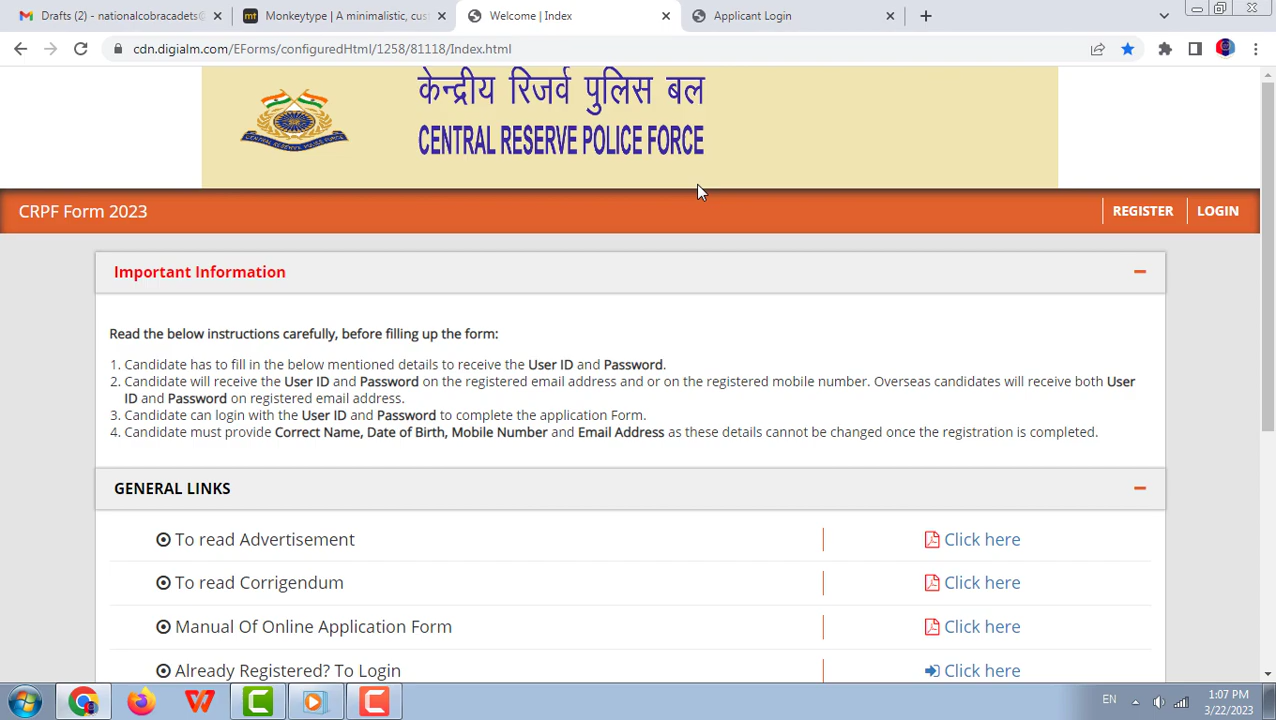 Drafts (2) - nationalcobracadets@
mt Monkeytype | A minimalistic, cus
Welcome | Index
Applicant Login
cdn.digialm.com/EForms/configuredHtml/1258/81118/Index.html
केन्द्रीय रिजर्व पुलिस बल
CENTRAL RESERVE POLICE FORCE
CRPF Form 2023
REGISTER
LOGIN
Important Information
Read the below instructions carefully, before filling up the form:
1. Candidate has to fill in the below mentioned details to receive the User ID and Password.
2. Candidate will receive the User ID and Password on the registered email address and or on the registered mobile number. Overseas candidates will receive both User
ID and Password on registered email address.
3. Candidate can login with the User ID and Password to complete the application Form.
4. Candidate must provide Correct Name, Date of Birth, Mobile Number and Email Address as these details cannot be changed once the registration is completed.
GENERAL LINKS
To read Advertisement
Click here
To read Corrigendum
Click here
Manual Of Online Application Form
Click here
Already Registered? To Login
Click here
EN
1:07 PM
3/22/2023